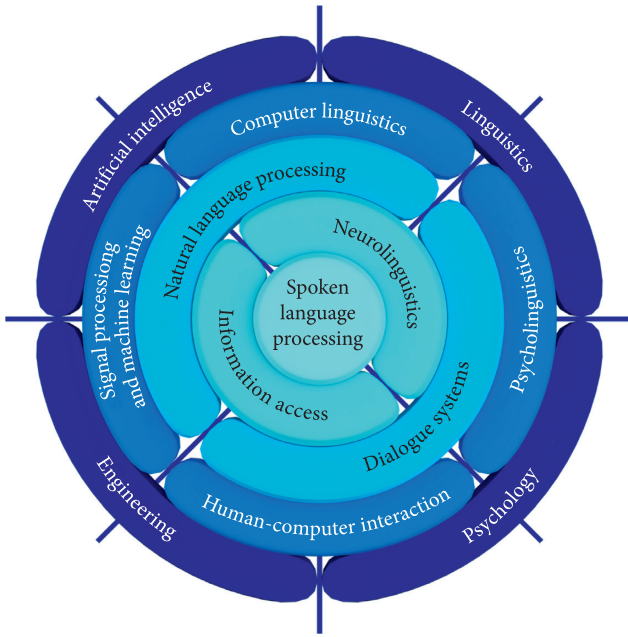 Artificial intelligence
Linguistics
Computer linguistics
Natural language processing
Neurolinguistics
Signal processiong
and machine learning
Psycholinguistics
Spoken
language
processing
Information access
Dialogue systems
Human-computer interaction
Engineering
Psychology